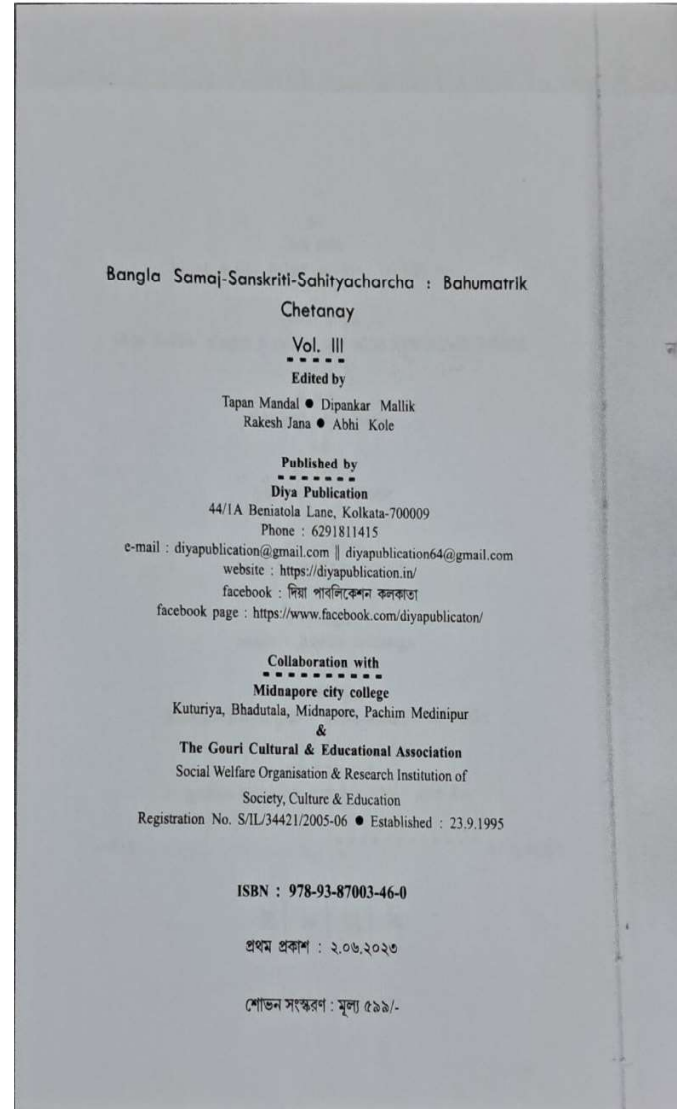 Bangla Samaj-Sanskriti-Sahityacharcha : Bahumatrik
Chetanay
Vol. III
Edited by
Tapan Mandal ● Dipankar Mallik
Rakesh Jana ● Abhi Kole
Published by
Diya Publication
44/1A Beniatola Lane, Kolkata-700009
Phone : 6291811415
e-mail : diyapublication@gmail.com || diyapublication64@gmail.com
website : https://diyapublication.in/
facebook : দিয়া পাবলিকেশন কলকাতা
facebook page : https://www.facebook.com/diyapublicaton/
Collaboration with
Midnapore city college
Kuturiya, Bhadutala, Midnapore, Pachim Medinipur
&
The Gouri Cultural & Educational Association
Social Welfare Organisation & Research Institution of
Society, Culture & Education
Registration No. S/IL/34421/2005-06 ● Established : 23.9.1995
ISBN : 978-93-87003-46-0
প্রথম প্রকাশ : ২.০৬.২০২৩
শোভন সংস্করণ : মূল্য ৫৯৯/-